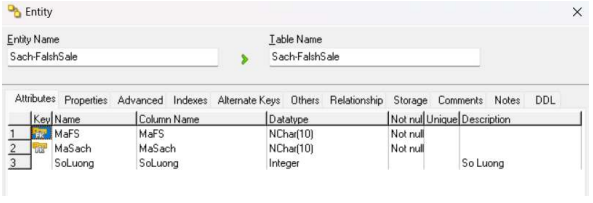 Entity
Entity Name
Table Name
Sach-FalshSale
Sach-FalshSale
Attributes Properties Advanced Indexes Alternate Keys Others Relationship Storage Comments Notes DDL
Key Name Column Name Datatype Not nul Unique Description
1 MaFS MaFS NChar(10) Not null
2 MaSach MaSach NChar(10) Not null
3 SoLuong SoLuong Integer So Luong